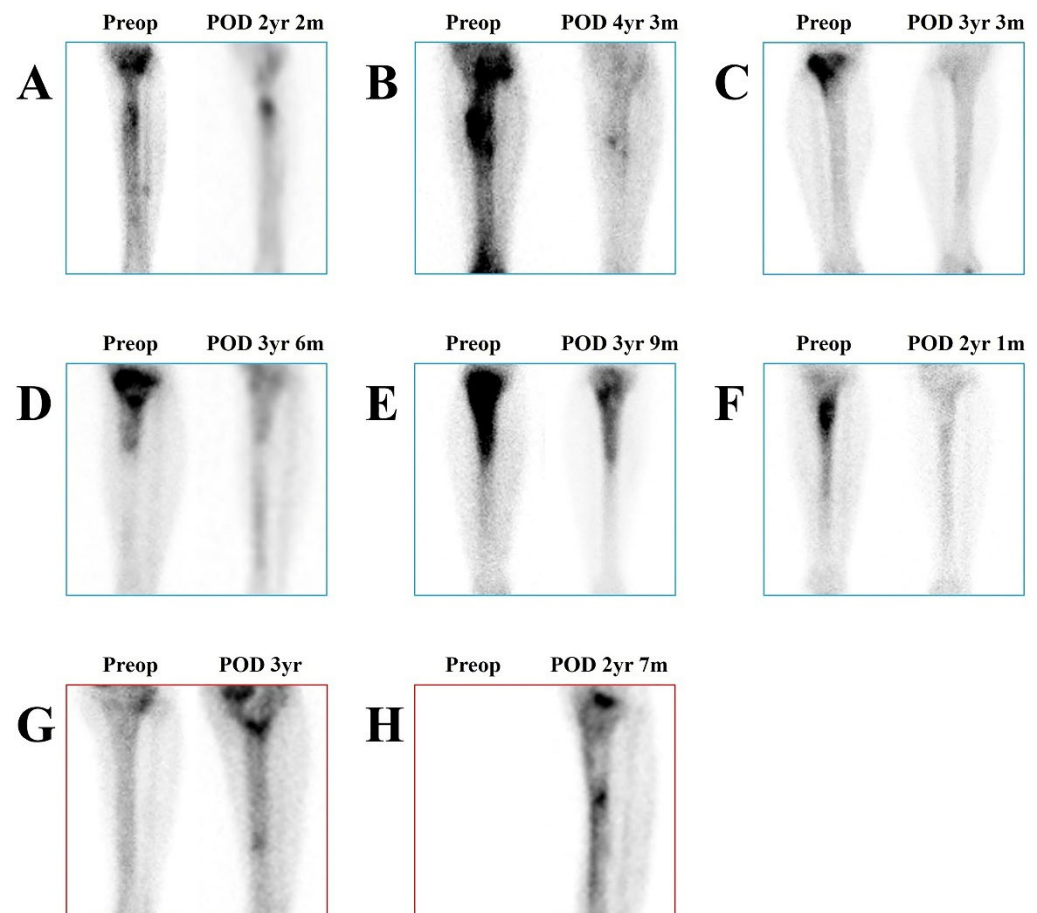 Preop POD 2yr 2m Preop POD 4yr 3m Preop POD 3yr 3m
A B C
Preop POD 3yr 6m Preop POD 3yr 9m Preop POD 2yr 1m
D E F
Preop POD 3yr Preop POD 2yr 7m
G H